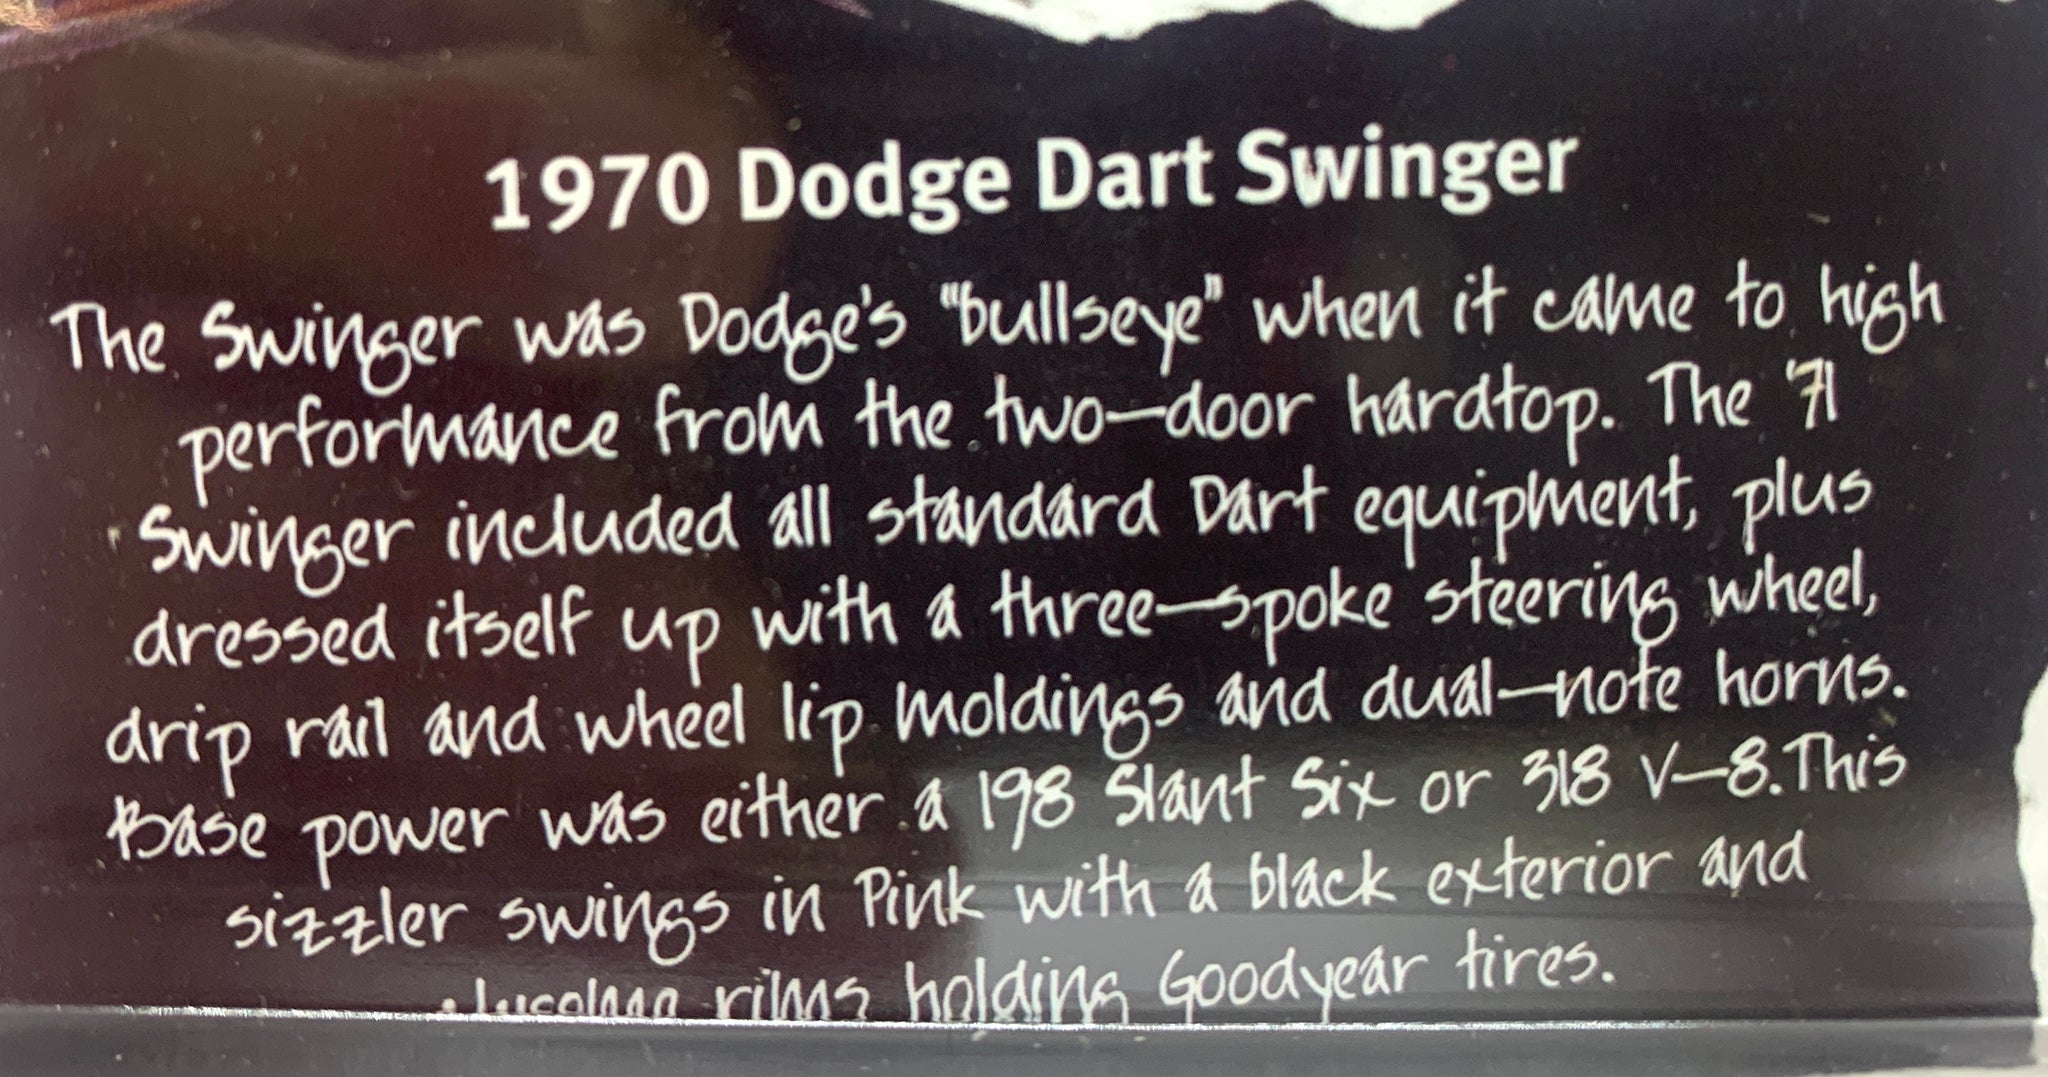 1970 Dodge Dart Swinger
The Swinger was Dodge's "bullseye" when it came to high
performance from the two-door hardtop. The '71
Swinger included all standard Dart equipment, plus
dressed itself up with a three-spoke steering wheel,
drip rail and wheel lip moldings and dual-note horns.
Base power was either a 198 Slant Six or 318 V-8.This
sizzler swings in Pink with a black exterior and
rims holding Goodyear tires.